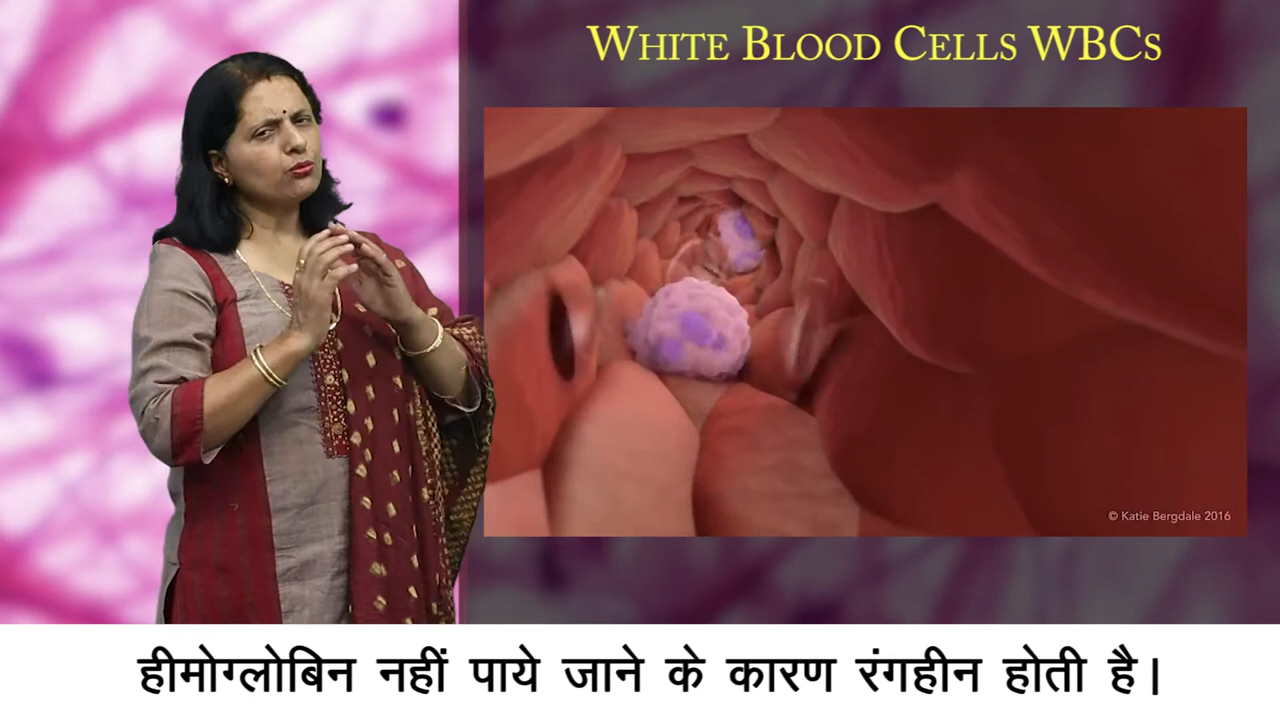 WHITE BLOOD CELLS WBCS
© Katie Bergdale 2016
हीमोग्लोबिन नहीं पाये जाने के कारण रंगहीन होती है।